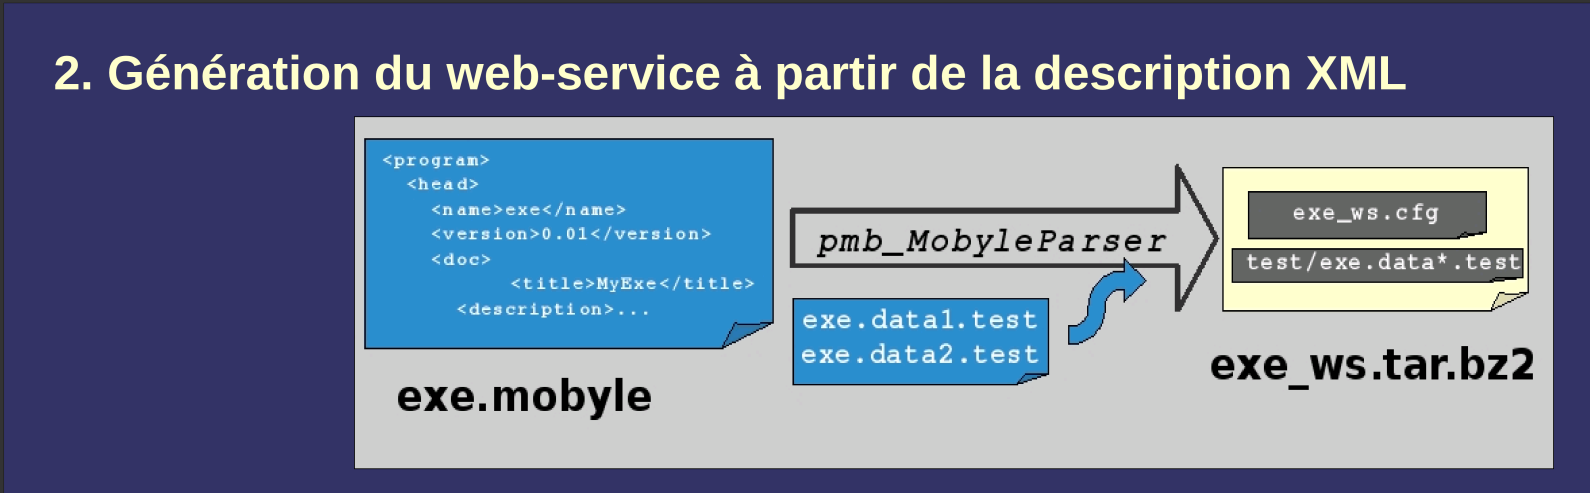 2. Génération du web-service à partir de la description XML
<program>
<head>
<name>exe</name>
<version>0.01</version>
<doc>
<title>MyExe</title>
<description>...
exe.mobyle
pmb_MobyleParser
exe.data1.test
exe.data2.test
exe_ws.cfg
test/exe.data*.test
exe_ws.tar.bz2